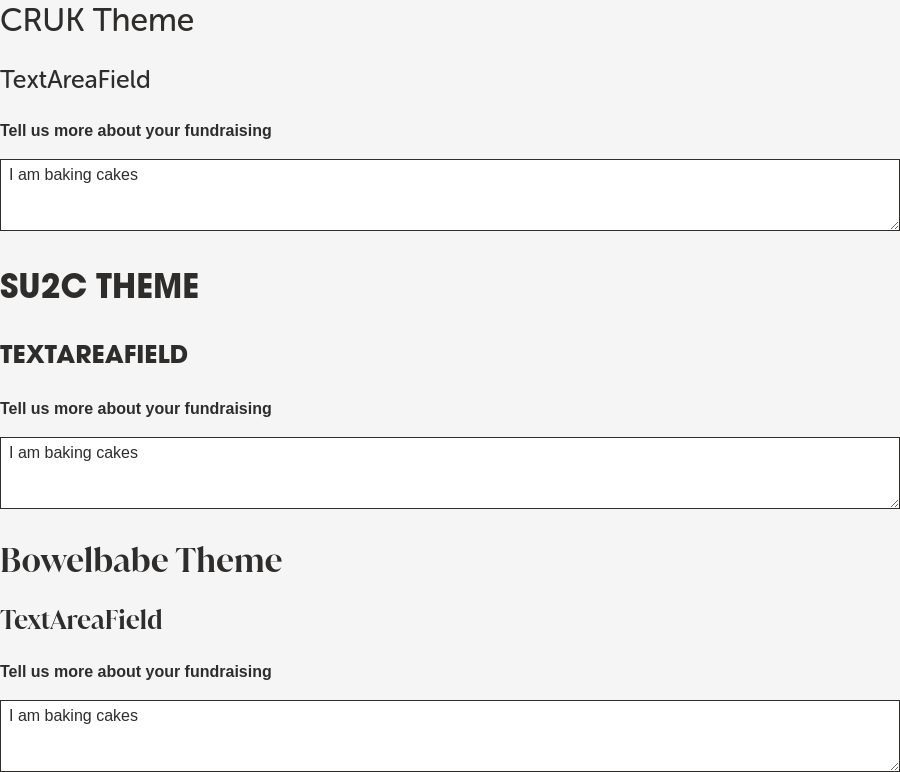 CRUK Theme
TextAreaField
Tell us more about your fundraising
I am baking cakes
SU2C THEME
TEXTAREAFIELD
Tell us more about your fundraising
I am baking cakes
Bowelbabe Theme
TextAreaField
Tell us more about your fundraising
I am baking cakes